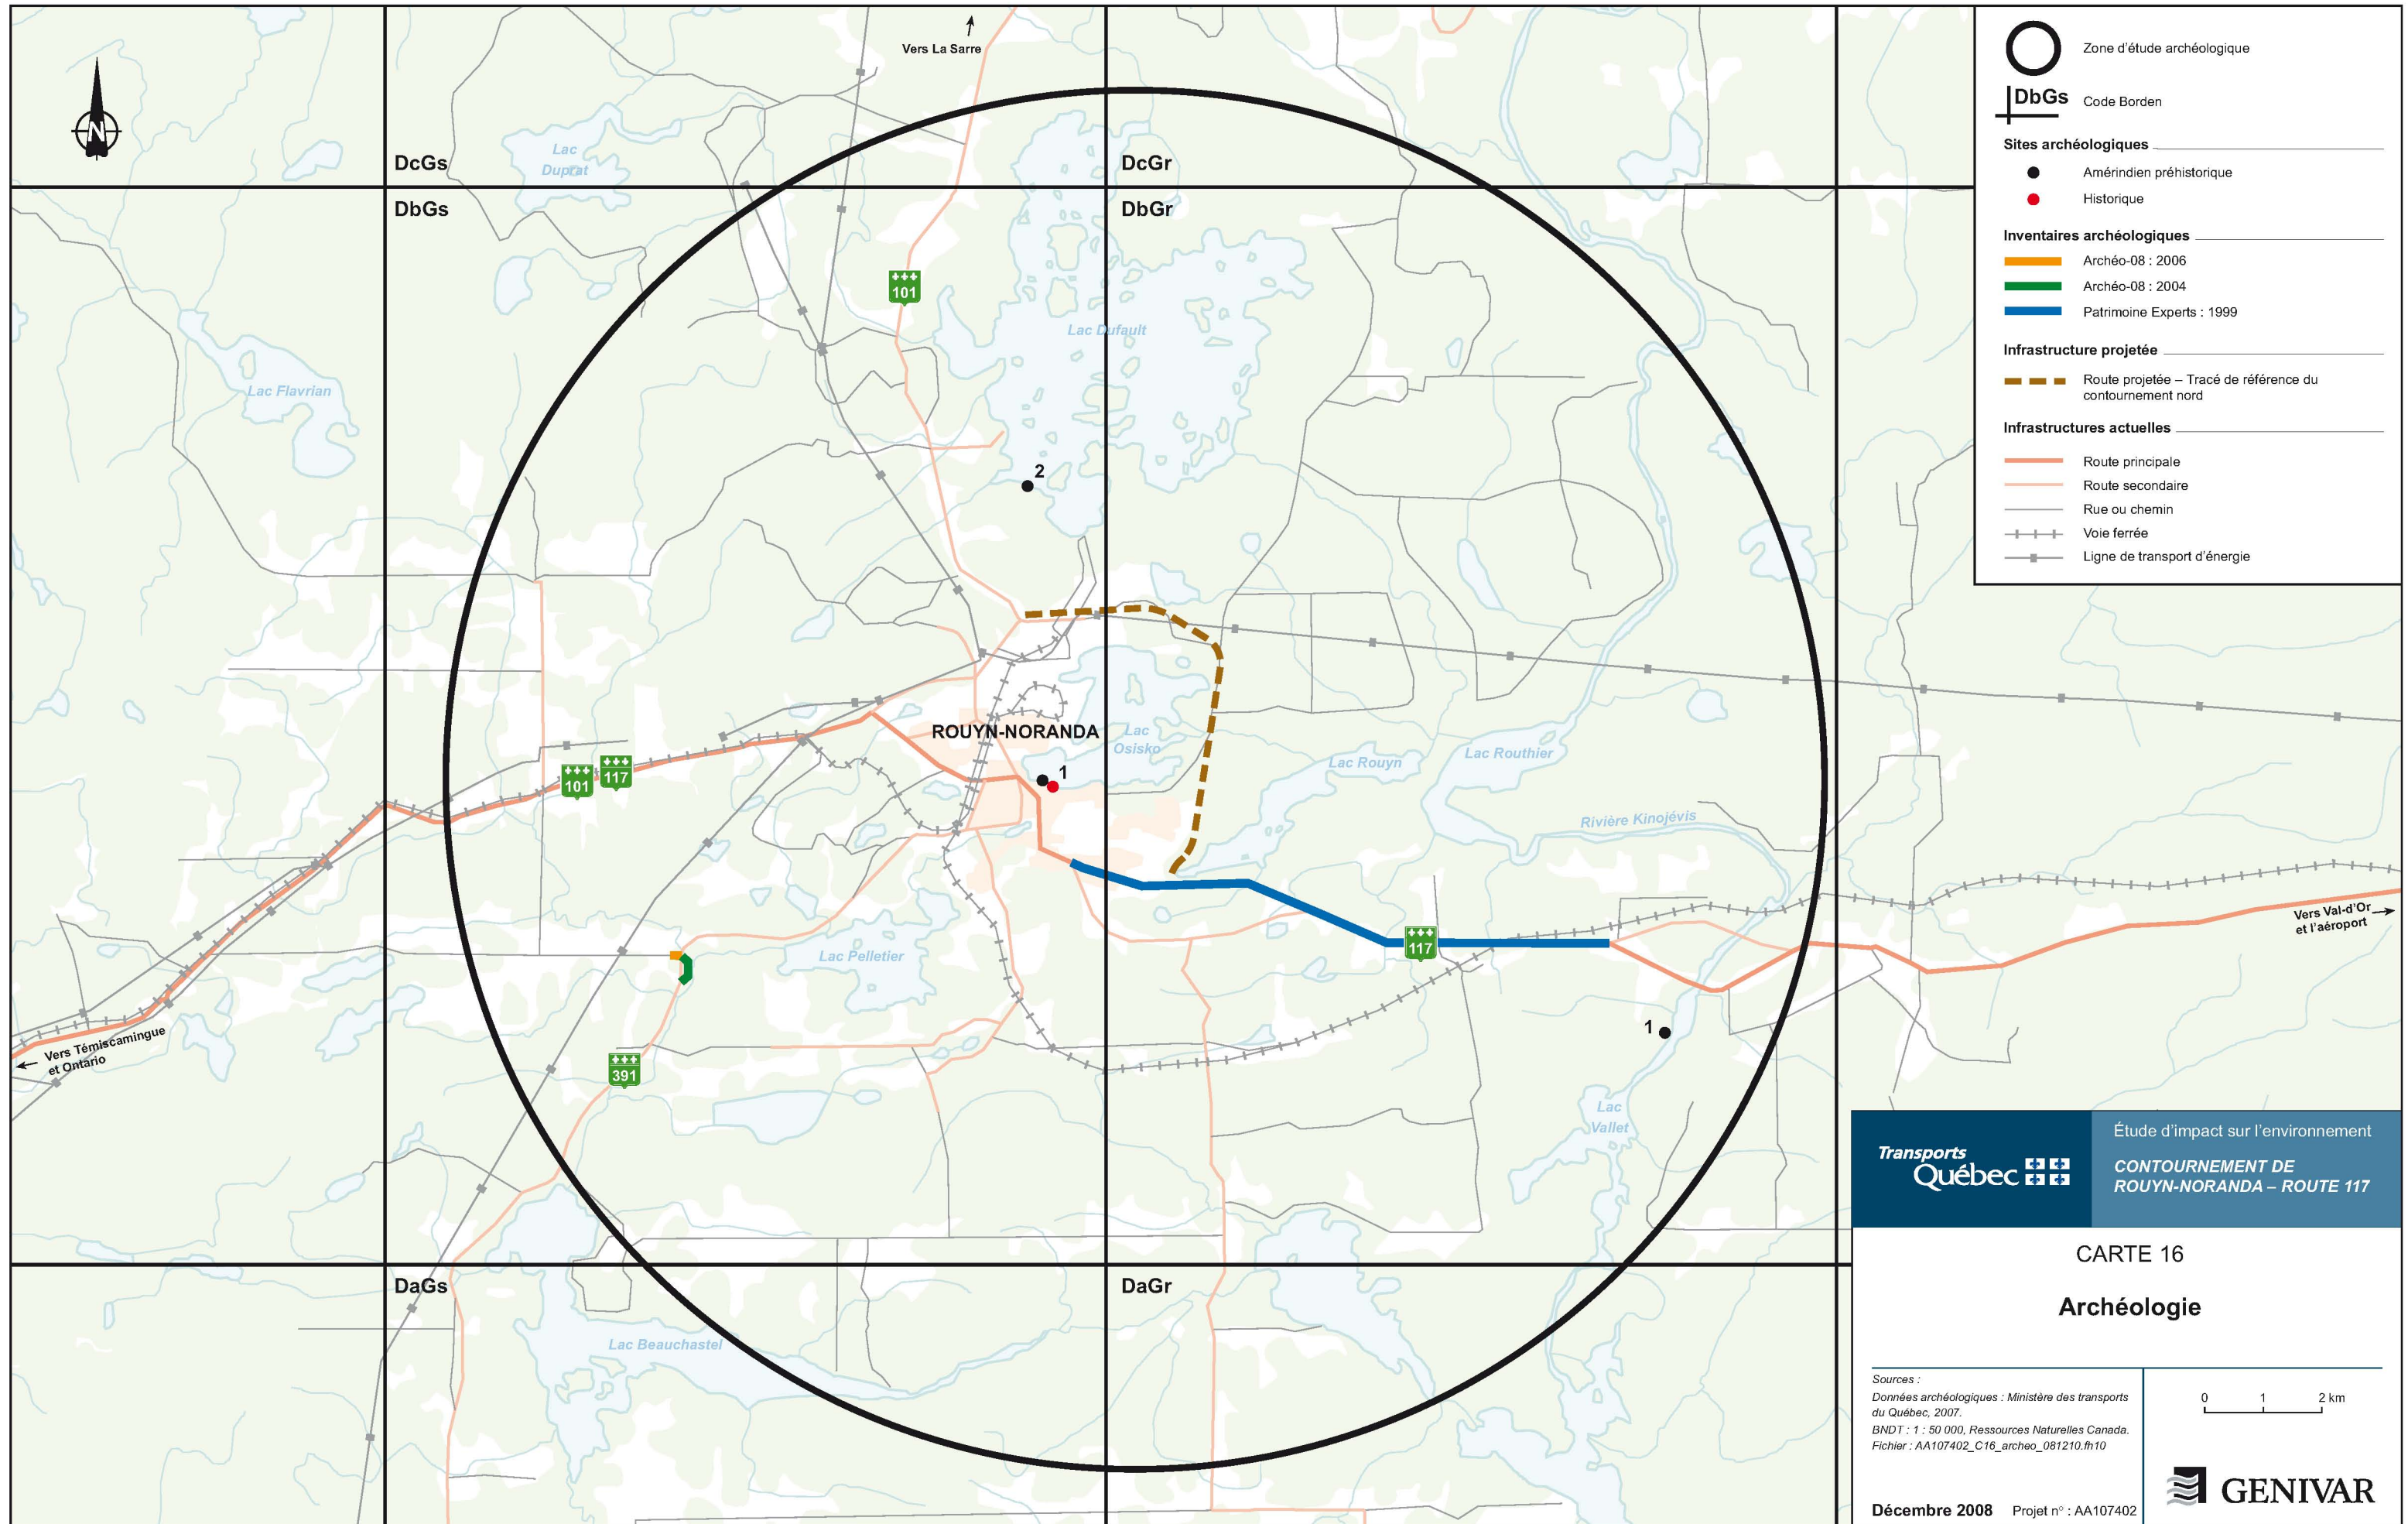 Vers La Sarre
N
DcGs
DcGr
DbGs
DbGr
Lac
Duprat
101
Lac Dufault
Lac Flavrian
2
ROUYN-NORANDA
Lac
Osisko
Lac Rouyn
Lac Routhier
101
117
1
Rivière Kinojévis
Vers Val-d'Or
et l'aéroport
117
Lac Pelletier
1
Vers Témiscamingue
et Ontario
391
Lac
Vallet
DaGs
DaGr
Lac Beauchastel
Zone d'étude archéologique
DbGs
Code Borden
Sites archéologiques
Amérindien préhistorique
Historique
Inventaires archéologiques
Archéo-08 : 2006
Archéo-08 : 2004
Patrimoine Experts : 1999
Infrastructure projetée
Route projetée – Tracé de référence du
contournement nord
Infrastructures actuelles
Route principale
Route secondaire
Rue ou chemin
Voie ferrée
Ligne de transport d'énergie
Transports
Québec
Étude d'impact sur l'environnement
CONTOURNEMENT DE
ROUYN-NORANDA – ROUTE 117
CARTE 16
Archéologie
Sources :
Données archéologiques : Ministère des transports
du Québec, 2007.
BNDT : 1 : 50 000, Ressources Naturelles Canada.
Fichier : AA107402_C16_archeo_081210.fh10
0 1 2 km
GENIVAR
Décembre 2008 Projet n° : AA107402